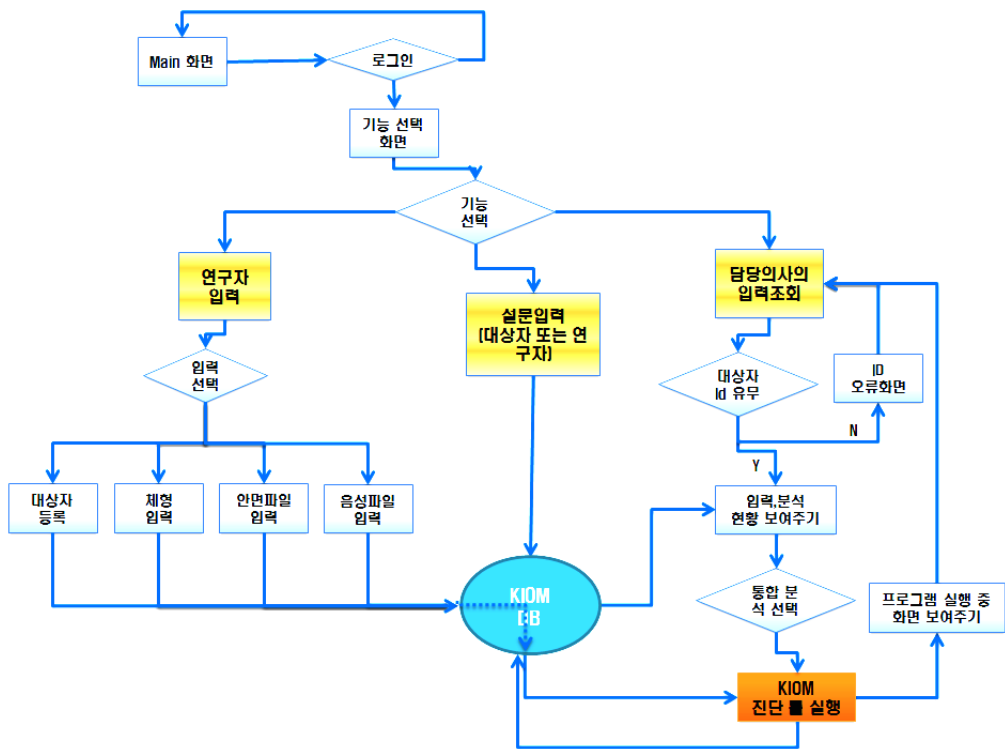 Main 화면
로그인
기능 선택
화면
기능
선택
연구자
입력
설문입력
(대상자 또는 연
구자)
담당의사의
입력조회
입력
선택
대상자
Id 유무
ID
오류화면
N
Y
대상자
등록
체형
입력
안면파일
입력
음성파일
입력
입력,분석
현황 보여주기
KIOM
DB
통합 분
석 선택
프로그램 실행 중
화면 보여주기
KIOM
진단 툴 실행